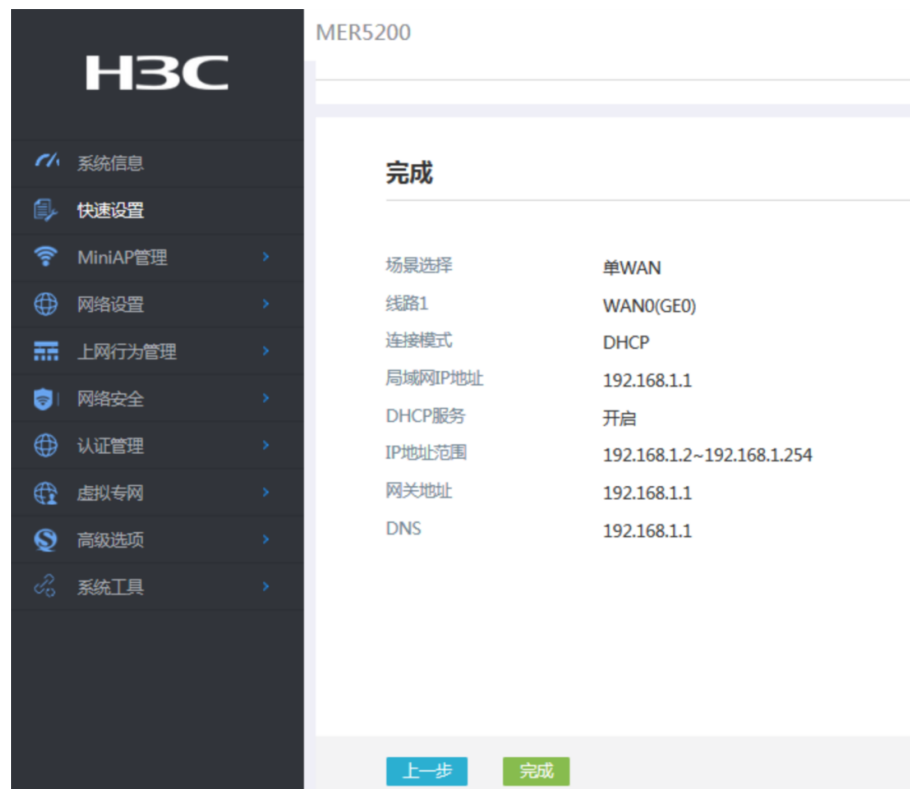 MER5200
H3C
系统信息
快速设置
MiniAP管理
网络设置
上网行为管理
网络安全
认证管理
虚拟专网
高级选项
系统工具
完成
场景选择 单WAN
线路1 WAN0(GE0)
连接模式 DHCP
局域网IP地址 192.168.1.1
DHCP服务 开启
IP地址范围 192.168.1.2~192.168.1.254
网关地址 192.168.1.1
DNS 192.168.1.1
上一步 完成